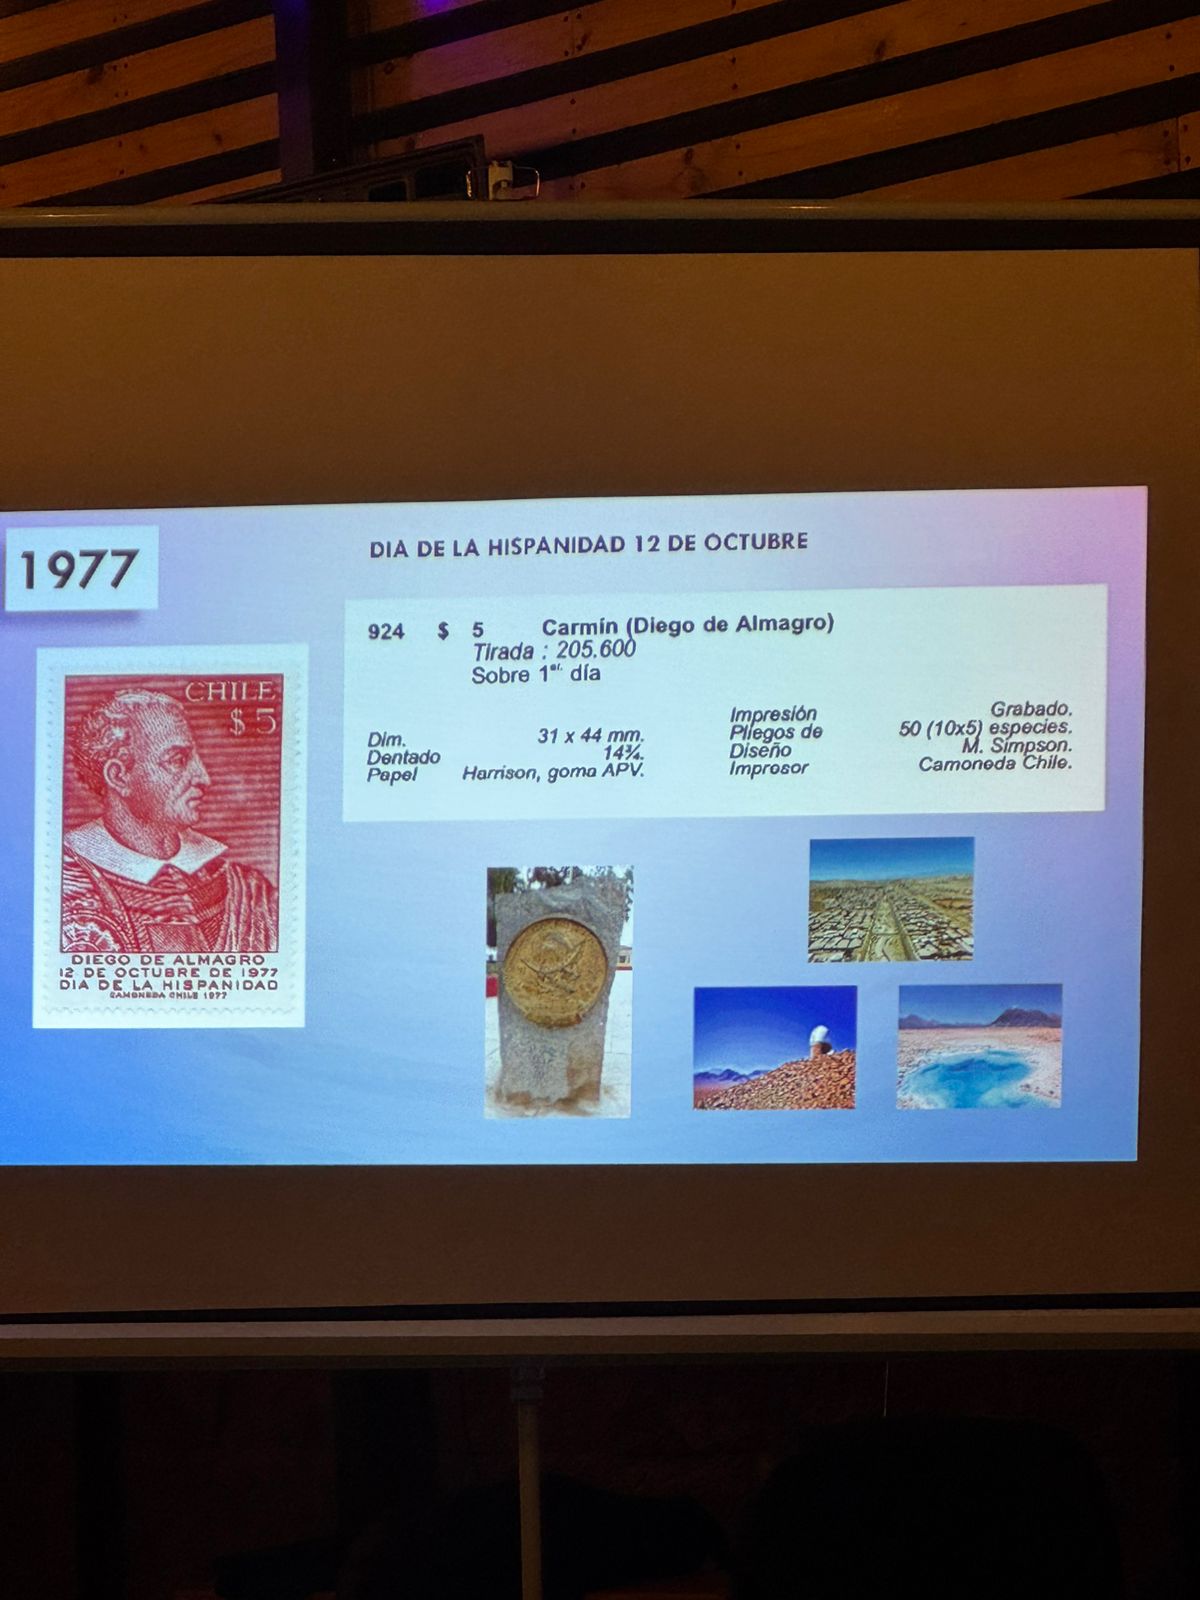 1977
DIA DE LA HISPANIDAD 12 DE OCTUBRE
924 $ 5 Carmín (Diego de Almagro)
Tirada : 205.600
Sobre 1er. día
Dim. 31 x 44 mm.
Dentado 14¾.
Papel Harrison, goma APV.
Impresión Grabado.
Pliegos de 50 (10x5) especies.
Diseño M. Simpson.
Impresor Camoneda Chile.
CHILE
$ 5
DIEGO DE ALMAGRO
12 DE OCTUBRE DE 1977
DIA DE LA HISPANIDAD
CAMONEDA CHILE 1977